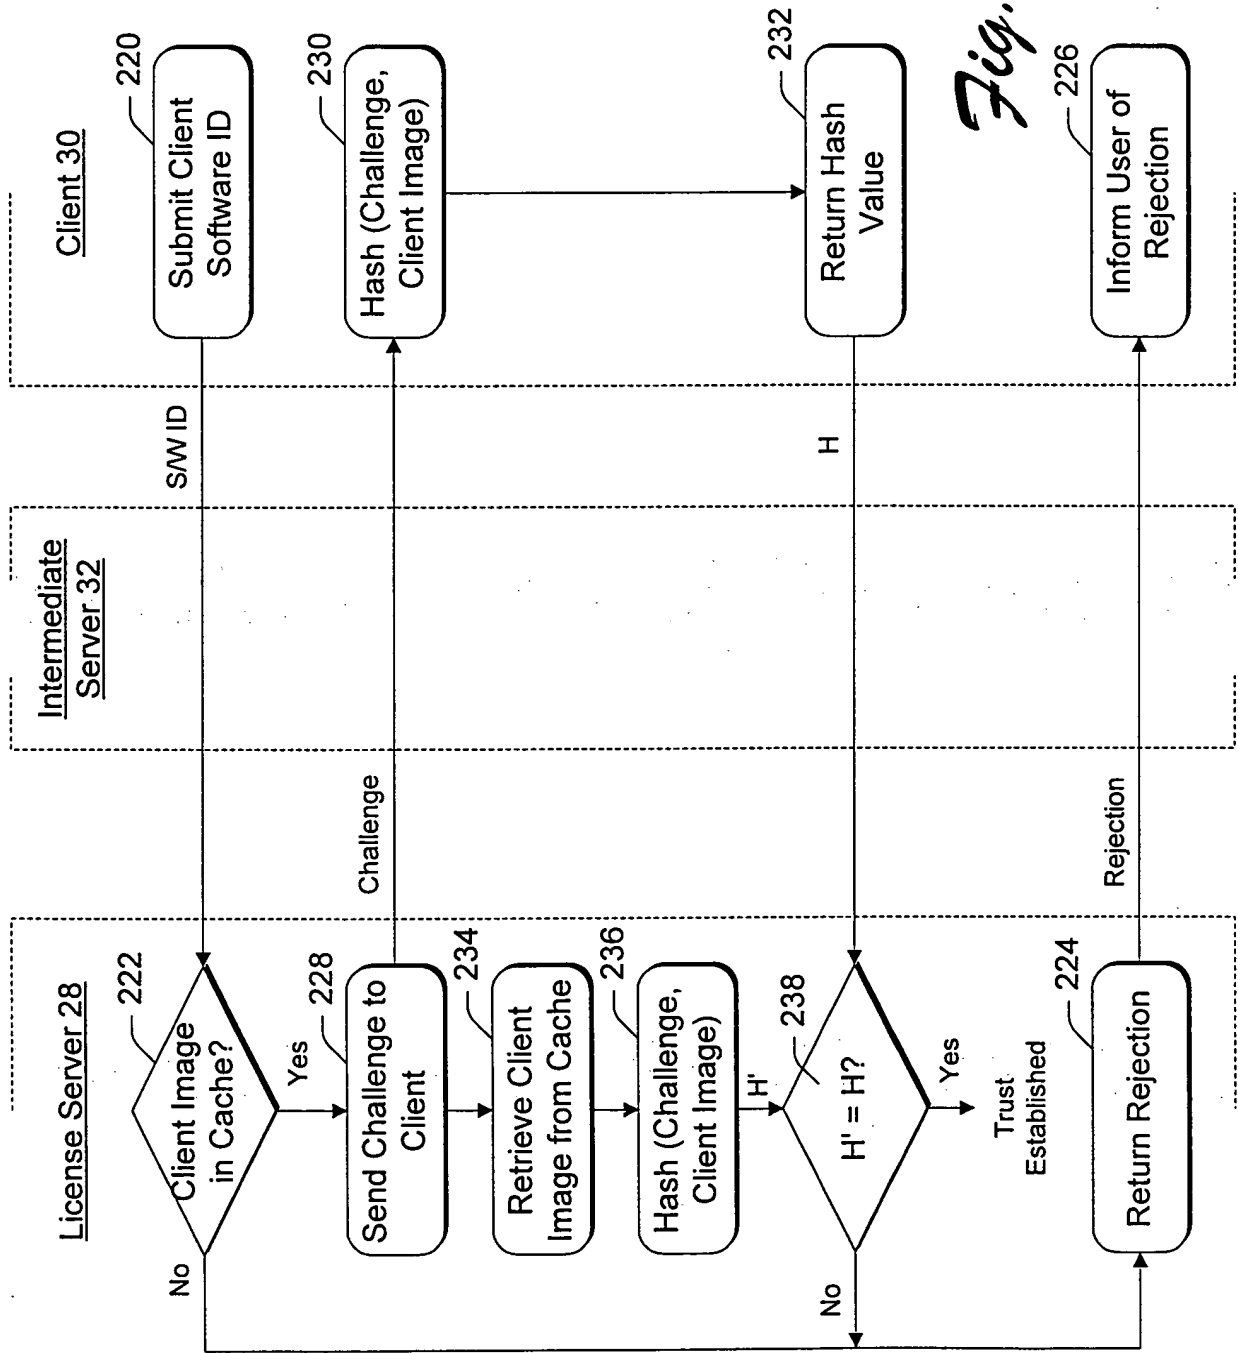 License Server 28
Intermediate
Server 32
Client 30
222
Client Image
in Cache?
No
Yes
S/W ID
220
Submit Client
Software ID
228
Send Challenge to
Client
Challenge
230
Hash (Challenge,
Client Image)
234
Retrieve Client
Image from Cache
236
Hash (Challenge,
Client Image)
H'
238
H' = H?
No
Yes
Trust
Established
H
232
Return Hash
Value
224
Return Rejection
Rejection
226
Inform User of
Rejection
Fig.